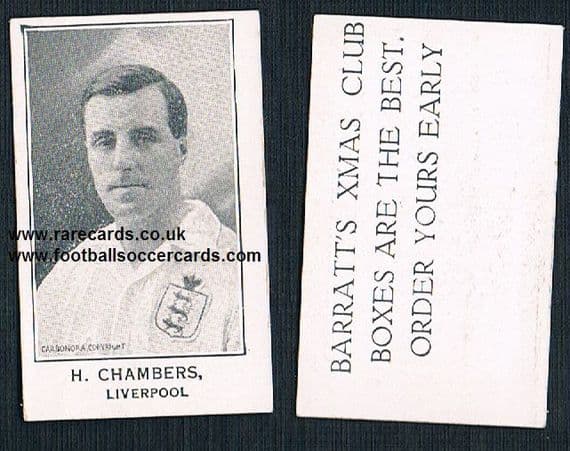 www.rarecards.co.uk
www.footballsoccercards.com
CARBONORA COPYRIGHT
H. CHAMBERS,
LIVERPOOL
BARRATT'S XMAS CLUB
BOXES ARE THE BEST.
ORDER YOURS EARLY